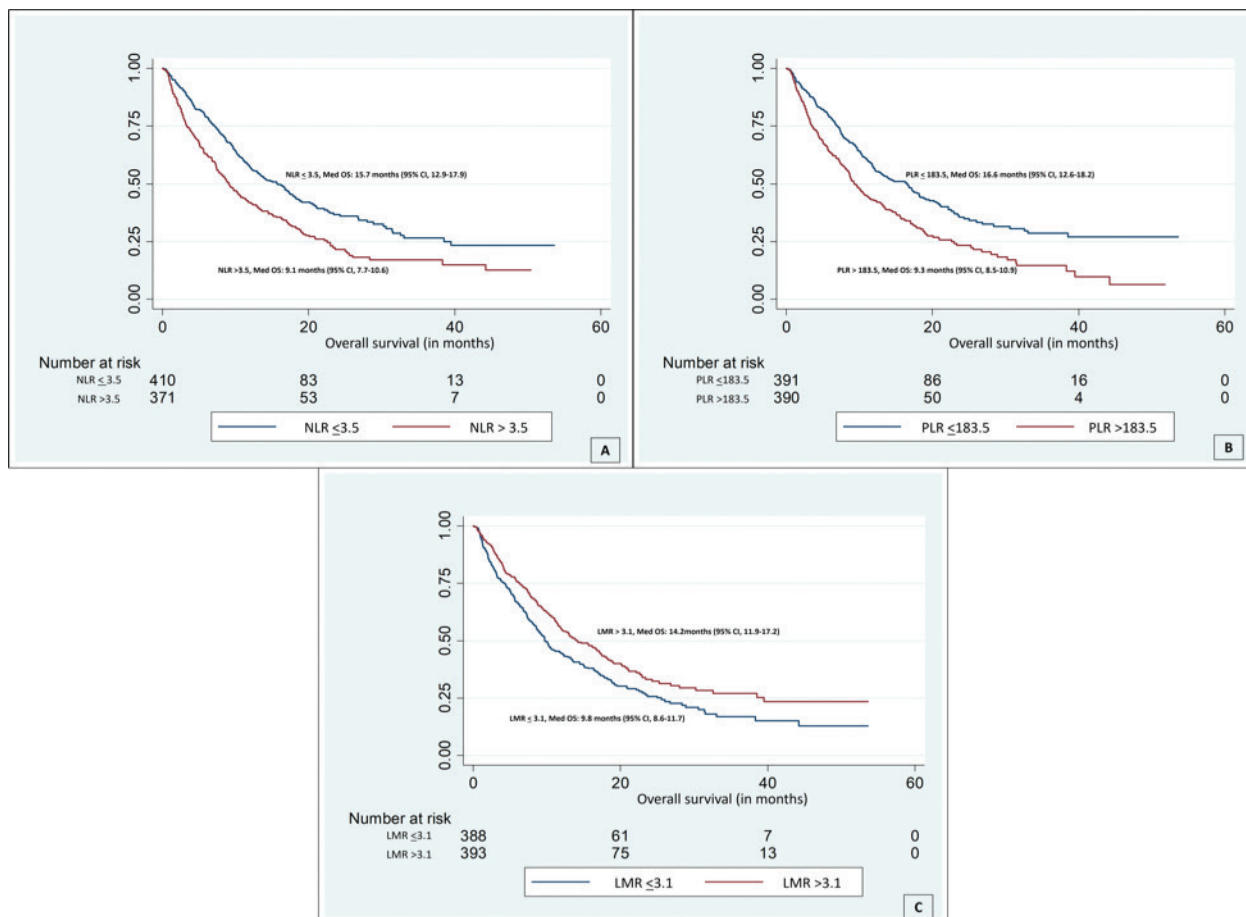 1.00
0.75
0.50
0.25
0.00
NLR ≤ 3.5, Med OS: 15.7 months (95% CI, 12.9-17.9)
NLR >3.5, Med OS: 9.1 months (95% CI, 7.7-10.6)
0 20 40 60
Overall survival (in months)
Number at risk
NLR ≤3.5 410 83 13 0
NLR >3.5 371 53 7 0
NLR ≤3.5 NLR > 3.5
A
1.00
0.75
0.50
0.25
0.00
PLR ≤ 183.5, Med OS: 16.6 months (95% CI, 12.6-18.2)
PLR > 183.5, Med OS: 9.3 months (95% CI, 8.5-10.9)
0 20 40 60
Overall survival (in months)
Number at risk
PLR ≤183.5 391 86 16 0
PLR >183.5 390 50 4 0
PLR ≤183.5 PLR >183.5
B
1.00
0.75
0.50
0.25
0.00
LMR > 3.1, Med OS: 14.2months (95% CI, 11.9-17.2)
LMR ≤ 3.1, Med OS: 9.8 months (95% CI, 8.6-11.7)
0 20 40 60
Overall survival (in months)
Number at risk
LMR ≤3.1 388 61 7 0
LMR >3.1 393 75 13 0
LMR ≤3.1 LMR >3.1
C